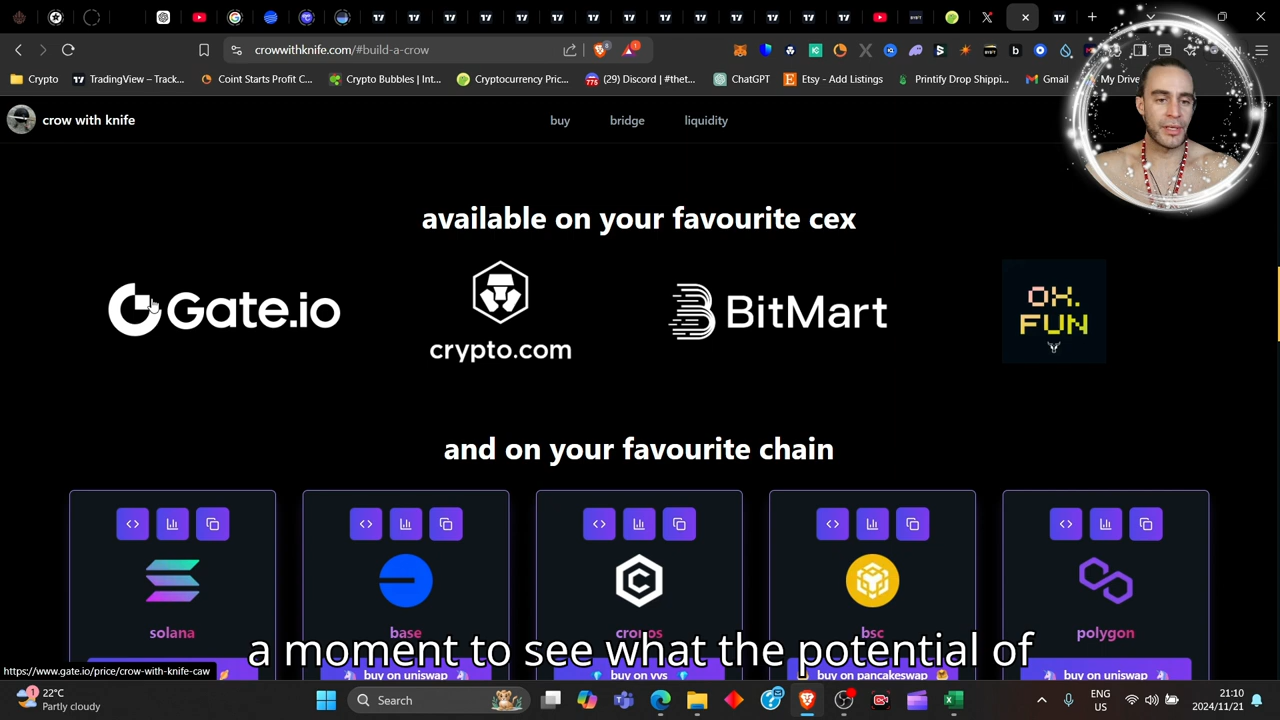 crowwithknife.com/#build-a-crow
8
1
Crypto
TradingView – Track...
Coint Starts Profit C...
Crypto Bubbles | Int...
Cryptocurrency Pric...
(29) Discord | #thet...
ChatGPT
Etsy - Add Listings
Printify Drop Shippi...
Gmail
My Drive
crow with knife
buy
bridge
liquidity
available on your favourite cex
Gate.io
crypto.com
BitMart
OX.
FUN
and on your favourite chain
solana
base
cronos
bsc
polygon
a moment to see what the potential of
buy on uniswap
buy on vvs
buy on pancakeswap
buy on uniswap
https://www.gate.io/price/crow-with-knife-caw
1
22°C
Partly cloudy
Search
ENG
US
21:10
2024/11/21